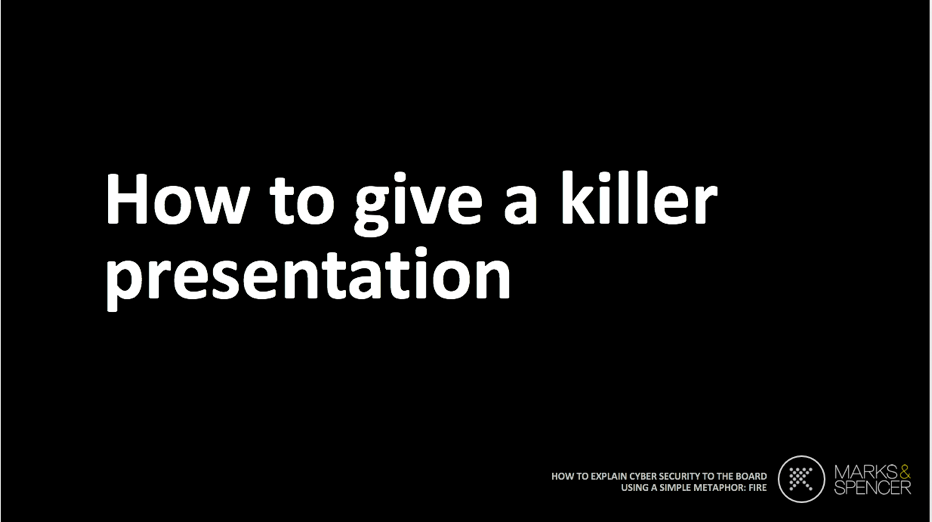 How to give a killer
presentation
HOW TO EXPLAIN CYBER SECURITY TO THE BOARD
USING A SIMPLE METAPHOR: FIRE
MARKS&
SPENCER